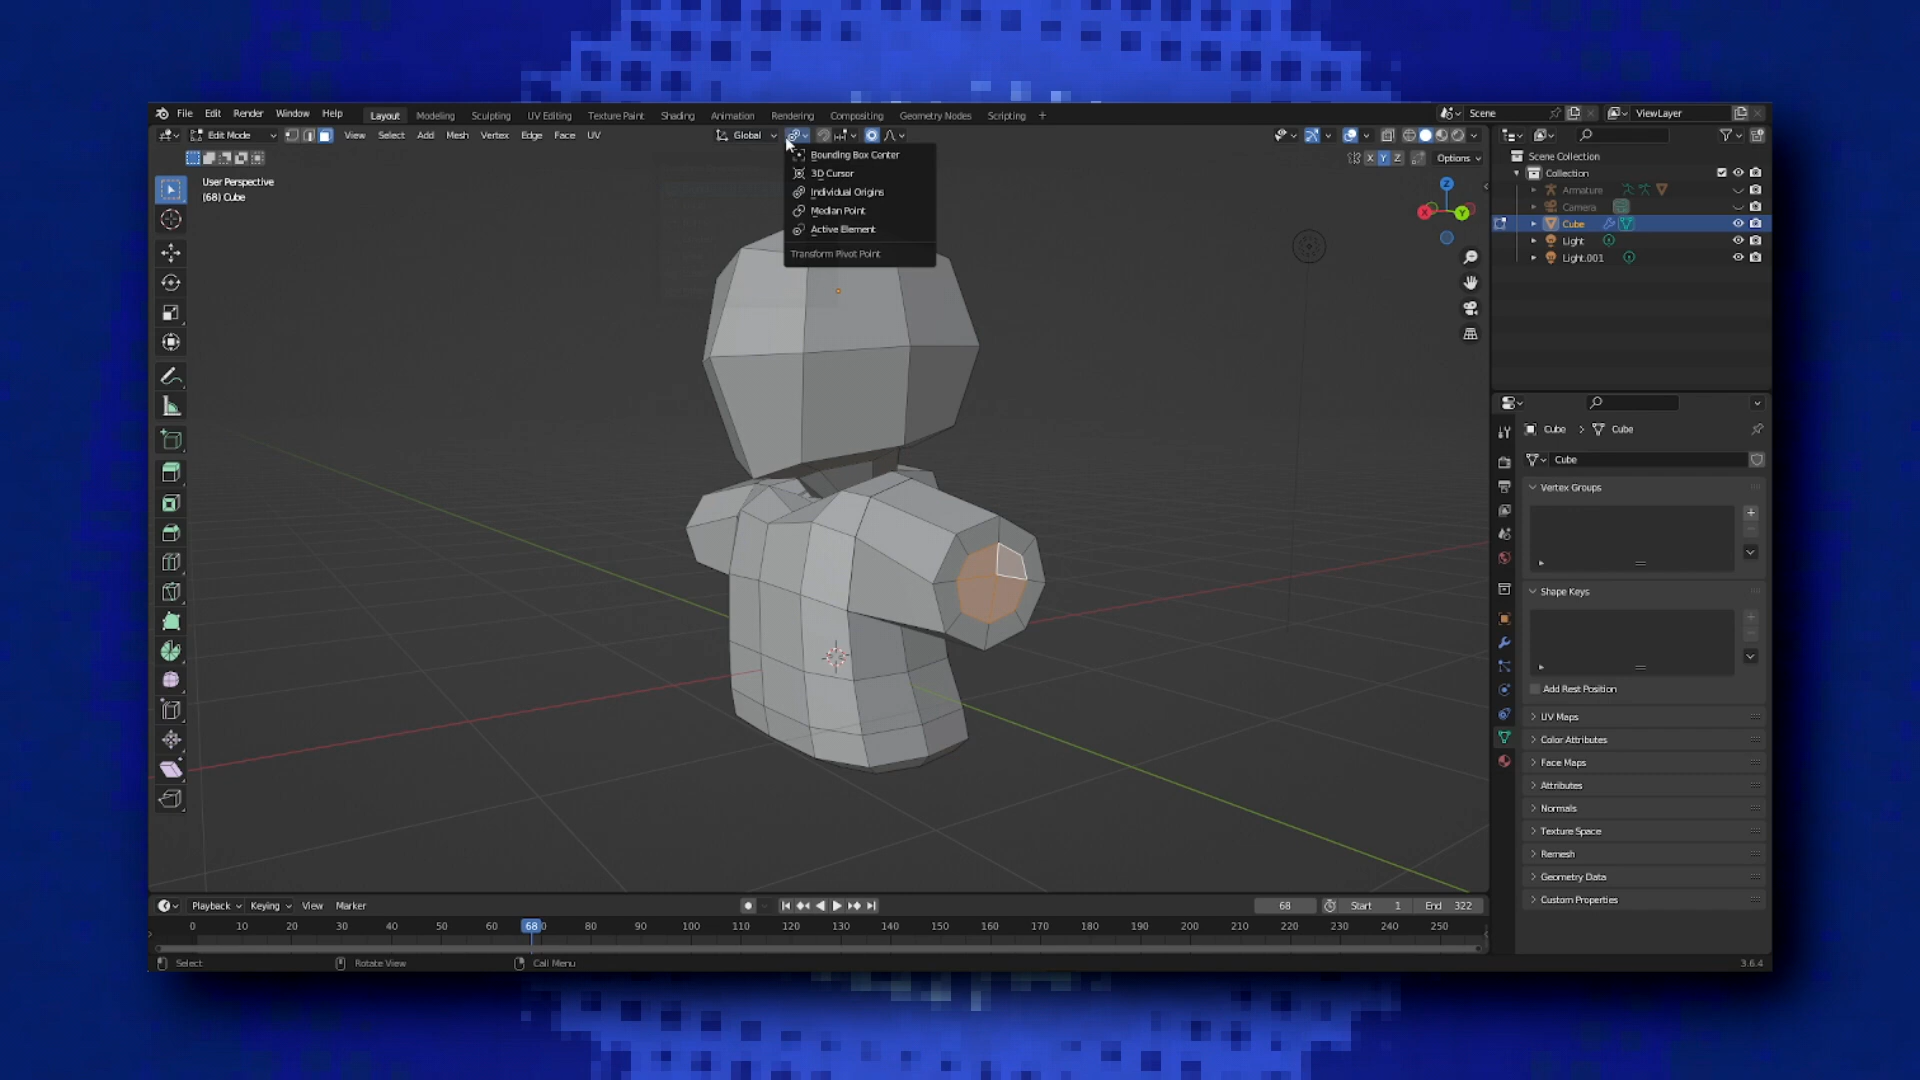 File Edit Render Window Help Layout Modeling Sculpting UV Editing Texture Paint Shading Animation Rendering Compositing Geometry Nodes Scripting + Scene ViewLayer
Edit Mode View Select Add Mesh Vertex Edge Face UV Global
X Y Z Options
User Perspective
(68) Cube
Bounding Box Center
3D Cursor
Individual Origins
Median Point
Active Element
Transform Pivot Point
Z
X Y
Scene Collection
Collection
Armature
Camera
Cube
Light
Light.001
Cube > Cube
Cube
Vertex Groups
Shape Keys
Add Rest Position
UV Maps
Color Attributes
Face Maps
Attributes
Normals
Texture Space
Remesh
Geometry Data
Custom Properties
Playback Keying View Marker 68 Start 1 End 322
0 10 20 30 40 50 60 68 80 90 100 110 120 130 140 150 160 170 180 190 200 210 220 230 240 250
Select Rotate View Call Menu 3.6.4